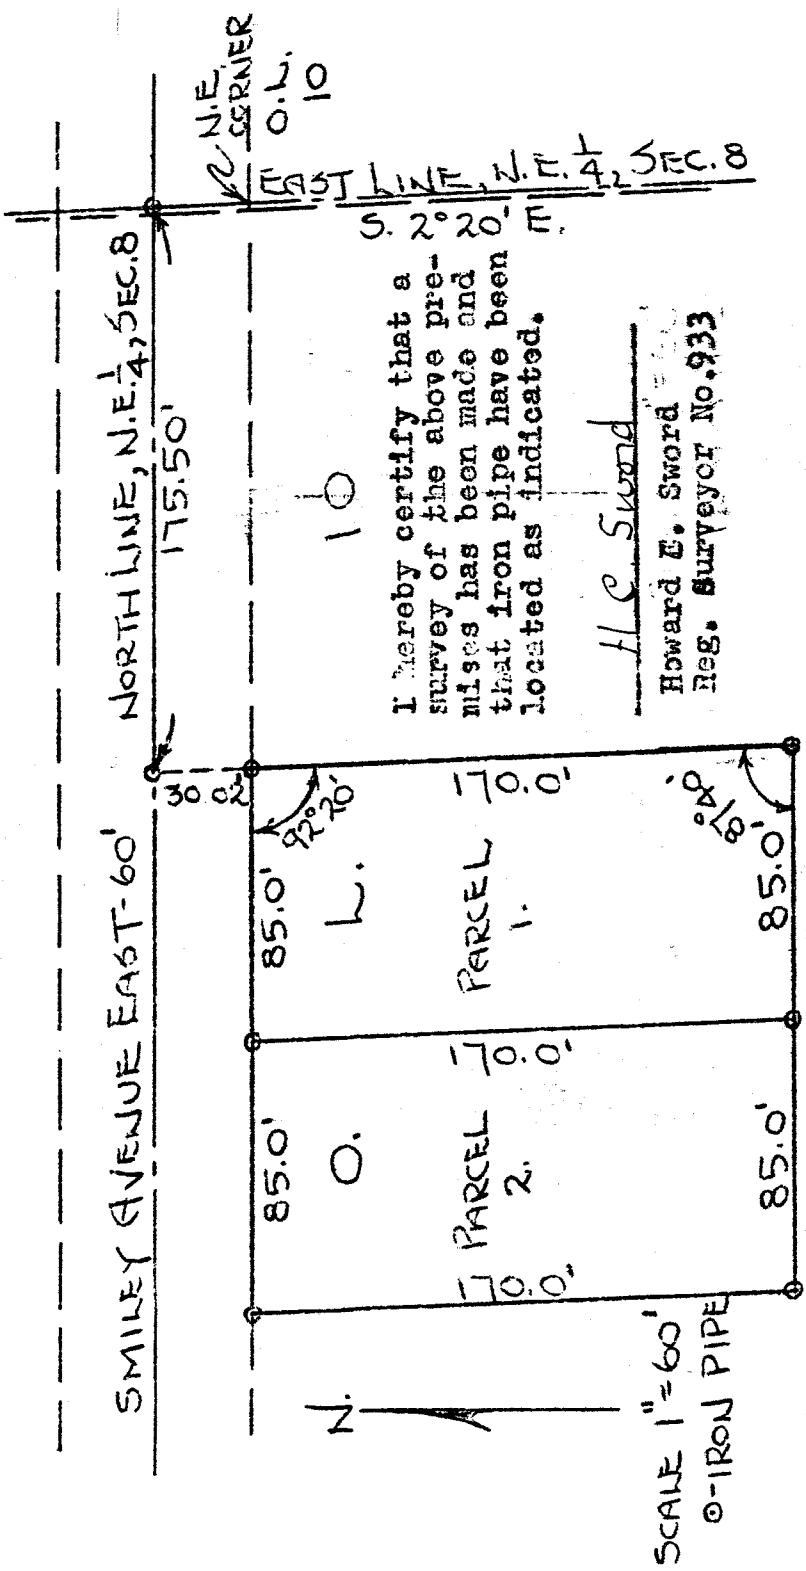 SMILEY AVENUE EAST-60'
NORTH LINE, N.E. 1/4, SEC. 8
175.50'
N.E.
CORNER
O.L.
10
EAST LINE, N.E. 1/4, SEC. 8
S. 2°20' E.
30.02'
85.0'
85.0'
92°20'
O. L. 10
PARCEL
2.
PARCEL
1.
170.0'
170.0'
170.0'
87°40'
85.0'
85.0'
I hereby certify that a
survey of the above pre-
mises has been made and
that iron pipe have been
located as indicated.
H.E. Sword
Howard E. Sword
Reg. Surveyor No.933
N.
SCALE 1"=60'
⊙-IRON PIPE